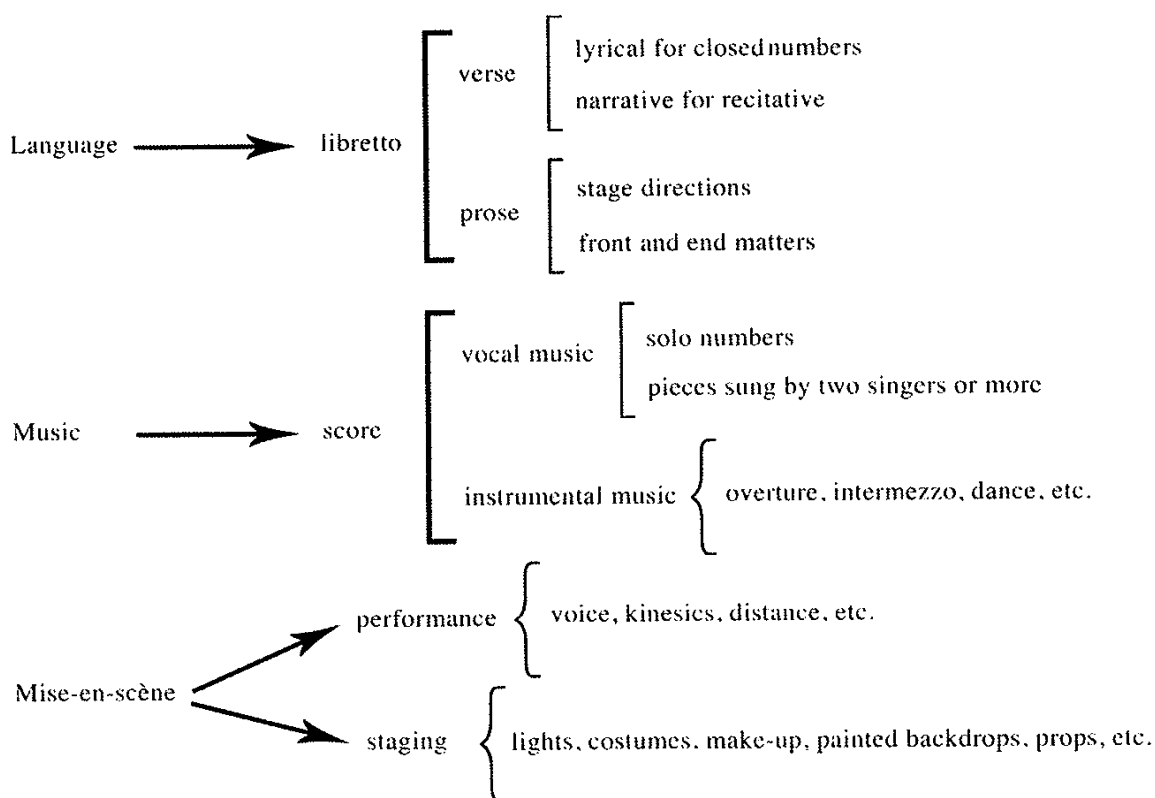 lyrical for closed numbers
verse
narrative for recitative
Language
libretto
stage directions
prose
front and end matters
solo numbers
vocal music
pieces sung by two singers or more
Music
score
instrumental music
overture, intermezzo, dance, etc.
performance
voice, kinesics, distance, etc.
Mise-en-scène
staging
lights, costumes, make-up, painted backdrops, props, etc.